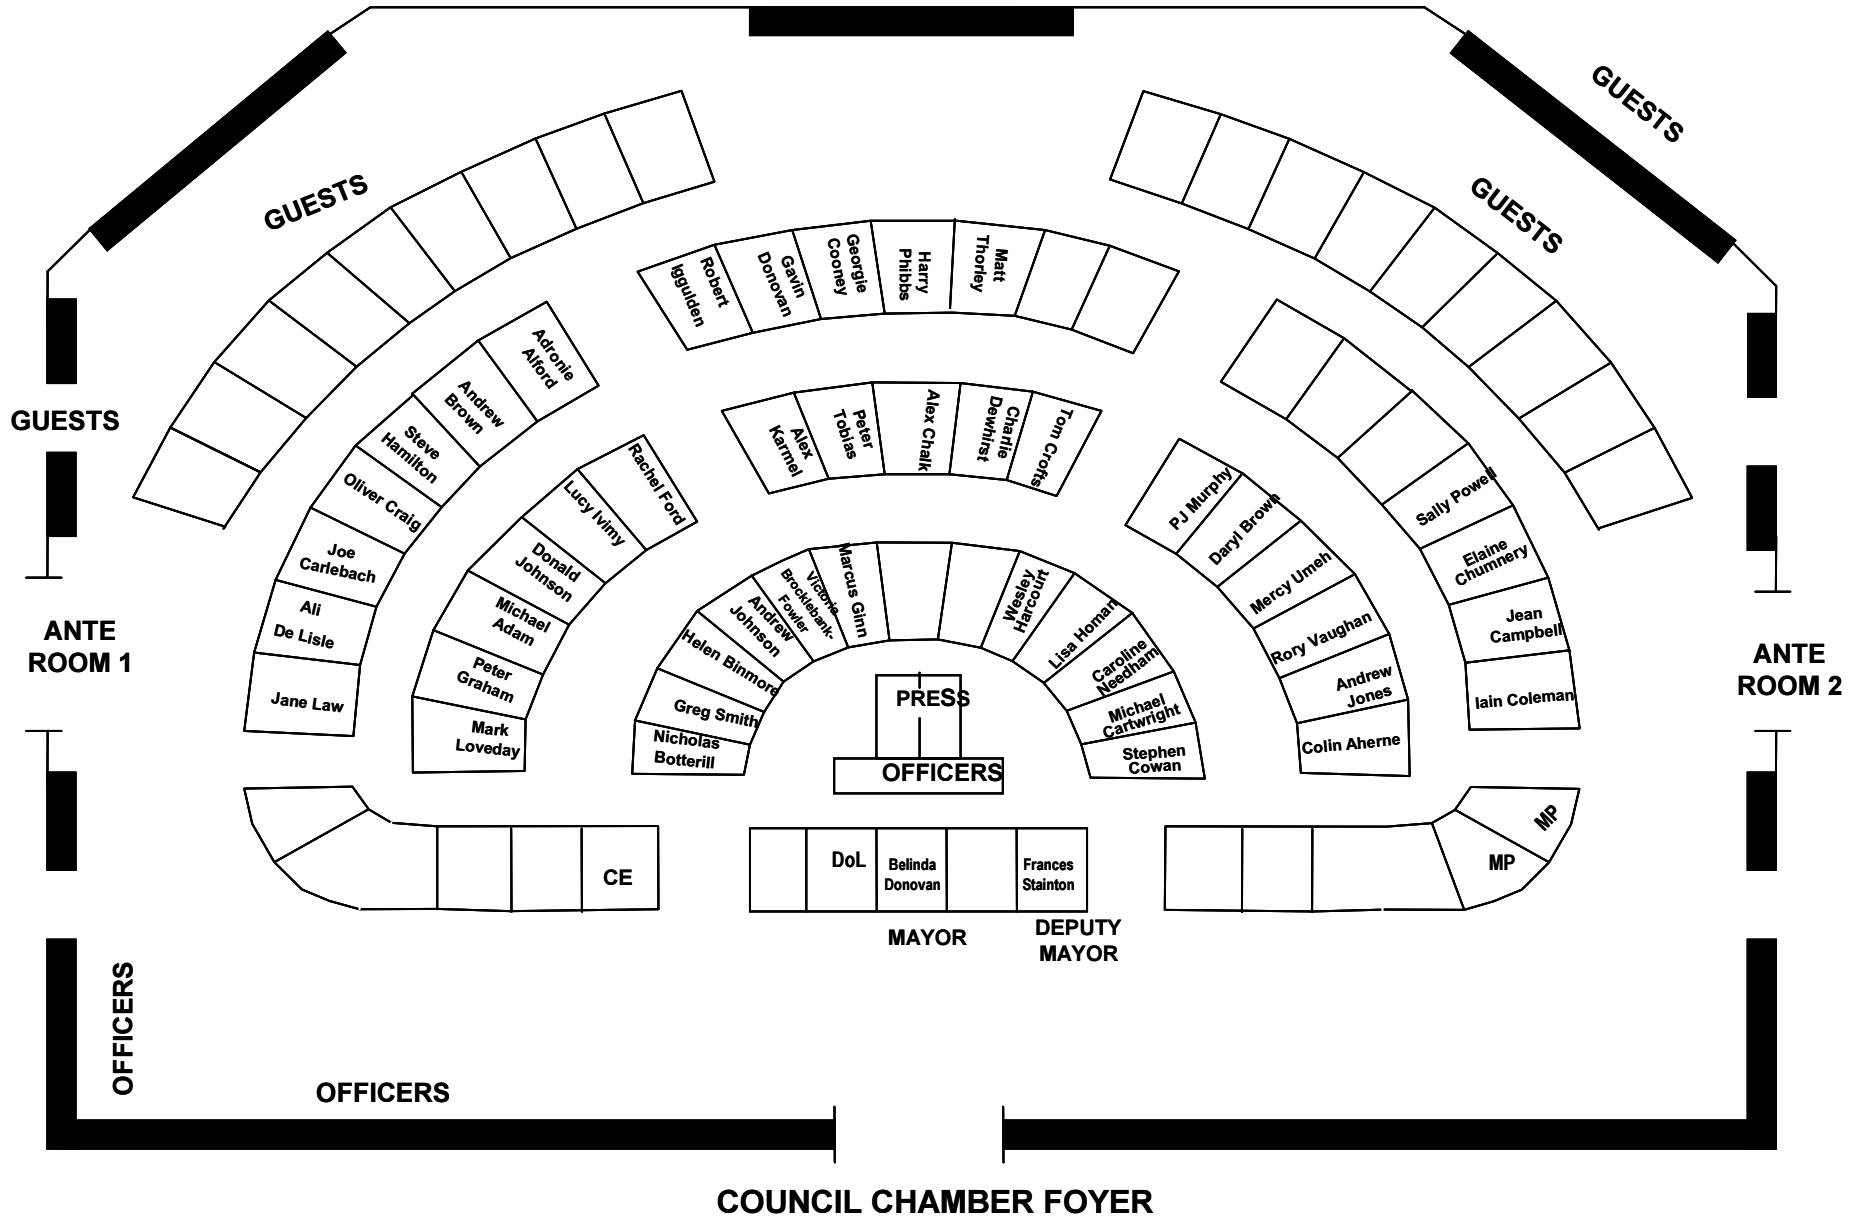 GUESTS
GUESTS
GUESTS
GUESTS
Robert
Iggulden
Gavin
Donovan
Georgie
Cooney
Harry
Phibbs
Matt
Thorley
Adronie
Alford
Andrew
Brown
Steve
Hamilton
Oliver Craig
Joe
Carlebach
Ali
De Lisle
Jane Law
Alex
Karmel
Peter
Tobias
Alex Chalk
Charlie
Dewhirst
Tom Crofts
Rachel Ford
Lucy Ivimy
Donald
Johnson
Michael
Adam
Peter
Graham
Mark
Loveday
PJ Murphy
Daryl Brown
Mercy Umeh
Rory Vaughan
Andrew
Jones
Colin Aherne
Sally Powell
Elaine
Chumnery
Jean
Campbell
Iain Coleman
Marcus Ginn
Victoria
Brocklebank-
Fowler
Andrew
Johnson
Helen Binmore
Greg Smith
Nicholas
Botterill
Wesley
Harcourt
Lisa Homan
Caroline
Needham
Michael
Cartwright
Stephen
Cowan
ANTE
ROOM 1
ANTE
ROOM 2
PRESS
OFFICERS
CE
DoL
Belinda
Donovan
Frances
Stainton
MP
MP
MAYOR
DEPUTY
MAYOR
OFFICERS
OFFICERS
COUNCIL CHAMBER FOYER